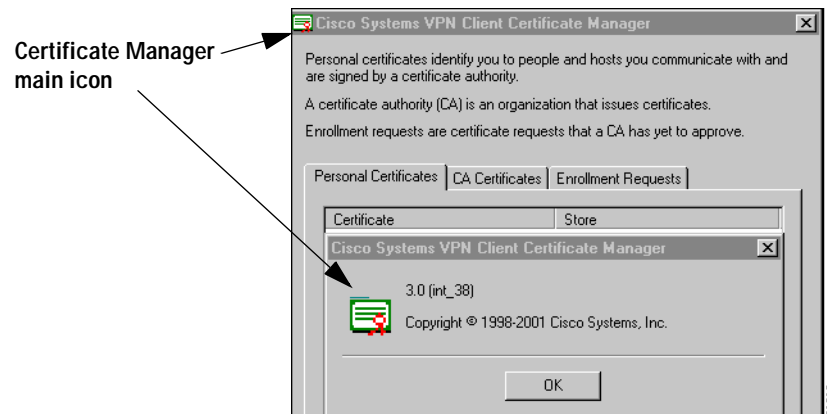 Certificate Manager
main icon
Cisco Systems VPN Client Certificate Manager
Personal certificates identify you to people and hosts you communicate with and
are signed by a certificate authority.
A certificate authority (CA) is an organization that issues certificates.
Enrollment requests are certificate requests that a CA has yet to approve.
Personal Certificates CA Certificates Enrollment Requests
Certificate Store
Cisco Systems VPN Client Certificate Manager
3.0 (int_38)
Copyright © 1998-2001 Cisco Systems, Inc.
OK